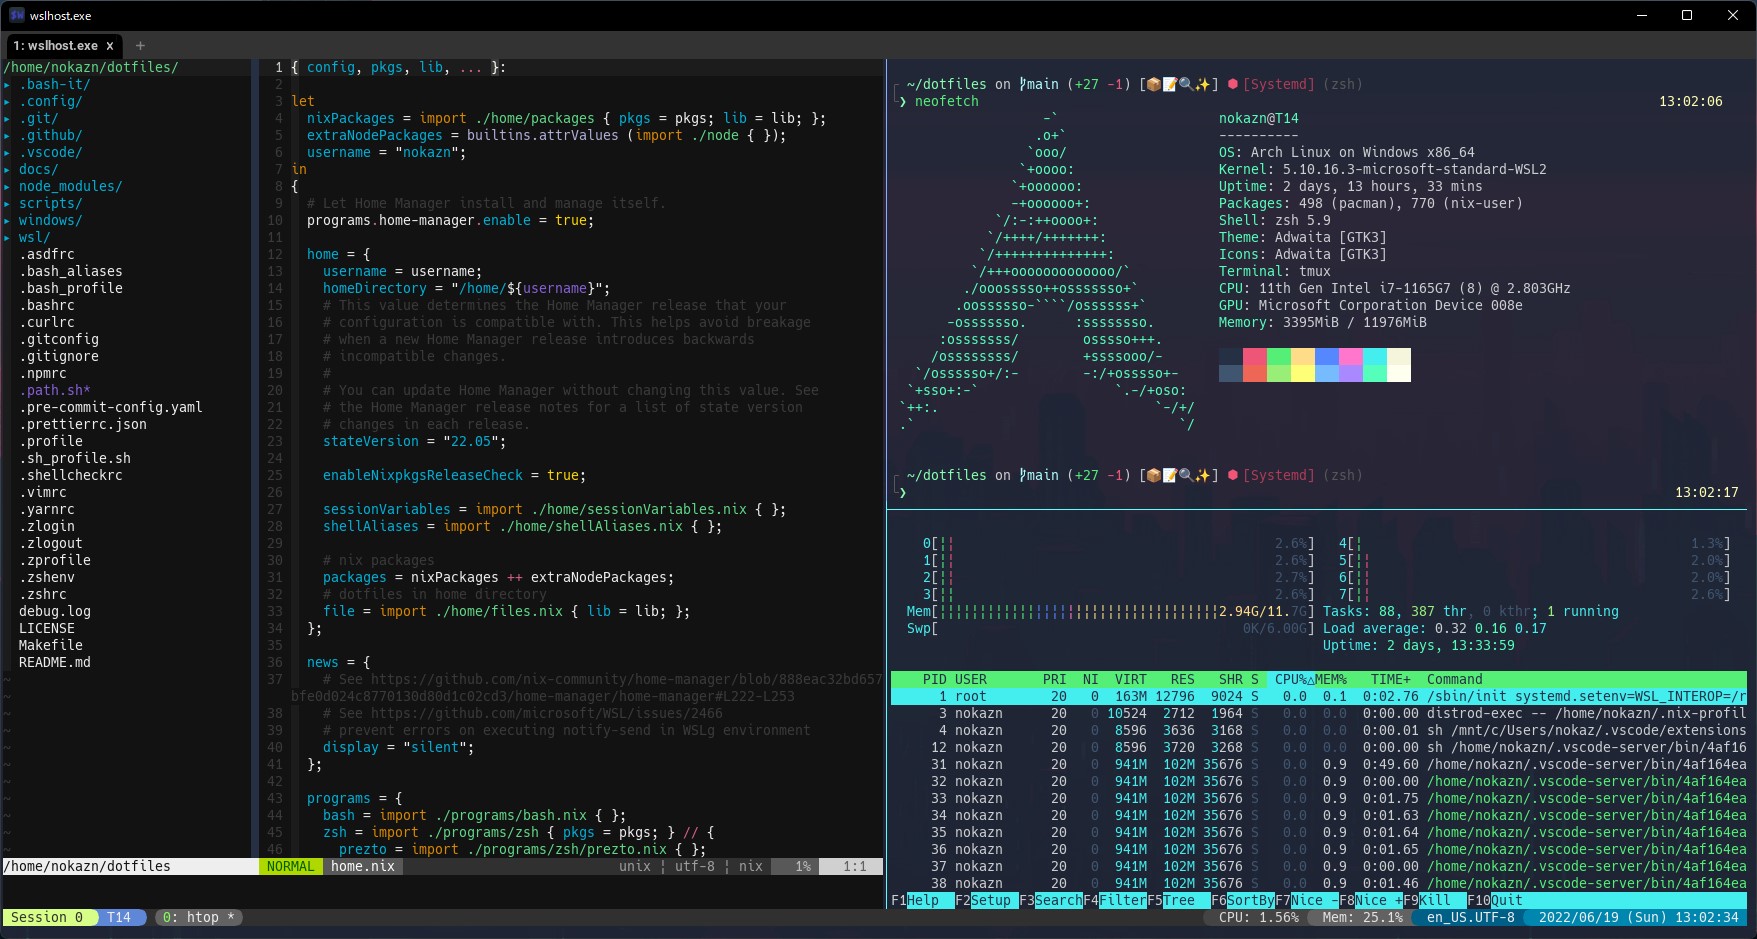 wslhost.exe
1: wslhost.exe x +
/home/nokazn/dotfiles/
▸ .bash-it/
▸ .config/
▸ .git/
▸ .github/
▸ .vscode/
▸ docs/
▸ node_modules/
▸ scripts/
▸ windows/
▸ wsl/
.asdfrc
.bash_aliases
.bash_profile
.bashrc
.curlrc
.gitconfig
.gitignore
.npmrc
.path.sh*
.pre-commit-config.yaml
.prettierrc.json
.profile
.sh_profile.sh
.shellcheckrc
.vimrc
.yarnrc
.zlogin
.zlogout
.zprofile
.zshenv
.zshrc
debug.log
LICENSE
Makefile
README.md
~
~
~
~
~
~
~
~
~
~
~
/home/nokazn/dotfiles
1 { config, pkgs, lib, ... }:
2
3 let
4   nixPackages = import ./home/packages { pkgs = pkgs; lib = lib; };
5   extraNodePackages = builtins.attrValues (import ./node { });
6   username = "nokazn";
7 in
8 {
9   # Let Home Manager install and manage itself.
10   programs.home-manager.enable = true;
11
12   home = {
13     username = username;
14     homeDirectory = "/home/${username}";
15     # This value determines the Home Manager release that your
16     # configuration is compatible with. This helps avoid breakage
17     # when a new Home Manager release introduces backwards
18     # incompatible changes.
19     #
20     # You can update Home Manager without changing this value. See
21     # the Home Manager release notes for a list of state version
22     # changes in each release.
23     stateVersion = "22.05";
24
25     enableNixpkgsReleaseCheck = true;
26
27     sessionVariables = import ./home/sessionVariables.nix { };
28     shellAliases = import ./home/shellAliases.nix { };
29
30     # nix packages
31     packages = nixPackages ++ extraNodePackages;
32     # dotfiles in home directory
33     file = import ./home/files.nix { lib = lib; };
34   };
35
36   news = {
37     # See https://github.com/nix-community/home-manager/blob/888eac32bd657
bfe0d024c8770130d80d1c02cd3/home-manager/home-manager#L222-L253
38     # See https://github.com/microsoft/WSL/issues/2466
39     # prevent errors on executing notify-send in WSLg environment
40     display = "silent";
41   };
42
43   programs = {
44     bash = import ./programs/bash.nix { };
45     zsh = import ./programs/zsh { pkgs = pkgs; } // {
46       prezto = import ./programs/zsh/prezto.nix { };
NORMAL home.nix unix ¦ utf-8 ¦ nix 1% 1:1
~/dotfiles on main (+27 -1) [📦📝🔍✨] [Systemd] (zsh)
❯ neofetch 13:02:06
-`
.o+`
`ooo/
`+oooo:
`+oooooo:
-+oooooo+:
`/:-:++oooo+:
`/++++/+++++++:
`/++++++++++++++:
`/+++ooooooooooooo/`
./ooosssso++osssssso+`
.oossssso-````/ossssss+`
-osssssso.      :ssssssso.
:osssssss/        osssso+++.
/ossssssss/        +ssssooo/-
`/ossssso+/:-        -:/+osssso+-
`+sso+:-`                 `.-/+oso:
`++:.                           `-/+/
.`                                 `/
nokazn@T14
----------
OS: Arch Linux on Windows x86_64
Kernel: 5.10.16.3-microsoft-standard-WSL2
Uptime: 2 days, 13 hours, 33 mins
Packages: 498 (pacman), 770 (nix-user)
Shell: zsh 5.9
Theme: Adwaita [GTK3]
Icons: Adwaita [GTK3]
Terminal: tmux
CPU: 11th Gen Intel i7-1165G7 (8) @ 2.803GHz
GPU: Microsoft Corporation Device 008e
Memory: 3395MiB / 11976MiB
~/dotfiles on main (+27 -1) [📦📝🔍✨] [Systemd] (zsh)
❯ 13:02:17
0[|| 2.6%] 4[| 1.3%]
1[|| 2.6%] 5[|| 2.0%]
2[|| 2.7%] 6[|| 2.0%]
3[|| 2.6%] 7[|| 2.6%]
Mem[|||||||||||||||||||||||||||||||||||2.94G/11.7G] Tasks: 88, 387 thr, 0 kthr; 1 running
Swp[ 0K/6.00G] Load average: 0.32 0.16 0.17
Uptime: 2 days, 13:33:59
PID USER PRI NI VIRT RES SHR S CPU%△MEM% TIME+ Command
1 root 20 0 163M 12796 9024 S 0.0 0.1 0:02.76 /sbin/init systemd.setenv=WSL_INTEROP=/r
3 nokazn 20 0 10524 2712 1964 S 0.0 0.0 0:00.00 distrod-exec -- /home/nokazn/.nix-profil
4 nokazn 20 0 8596 3636 3168 S 0.0 0.0 0:00.01 sh /mnt/c/Users/nokaz/.vscode/extensions
12 nokazn 20 0 8596 3720 3268 S 0.0 0.0 0:00.00 sh /home/nokazn/.vscode-server/bin/4af16
31 nokazn 20 0 941M 102M 35676 S 0.0 0.9 0:49.60 /home/nokazn/.vscode-server/bin/4af164ea
32 nokazn 20 0 941M 102M 35676 S 0.0 0.9 0:00.00 /home/nokazn/.vscode-server/bin/4af164ea
33 nokazn 20 0 941M 102M 35676 S 0.0 0.9 0:01.75 /home/nokazn/.vscode-server/bin/4af164ea
34 nokazn 20 0 941M 102M 35676 S 0.0 0.9 0:01.63 /home/nokazn/.vscode-server/bin/4af164ea
35 nokazn 20 0 941M 102M 35676 S 0.0 0.9 0:01.64 /home/nokazn/.vscode-server/bin/4af164ea
36 nokazn 20 0 941M 102M 35676 S 0.0 0.9 0:01.65 /home/nokazn/.vscode-server/bin/4af164ea
37 nokazn 20 0 941M 102M 35676 S 0.0 0.9 0:00.00 /home/nokazn/.vscode-server/bin/4af164ea
38 nokazn 20 0 941M 102M 35676 S 0.0 0.9 0:01.46 /home/nokazn/.vscode-server/bin/4af164ea
F1Help F2Setup F3SearchF4FilterF5Tree F6SortByF7Nice -F8Nice +F9Kill F10Quit
Session 0 T14 0: htop * CPU: 1.56% Mem: 25.1% en_US.UTF-8 2022/06/19 (Sun) 13:02:34